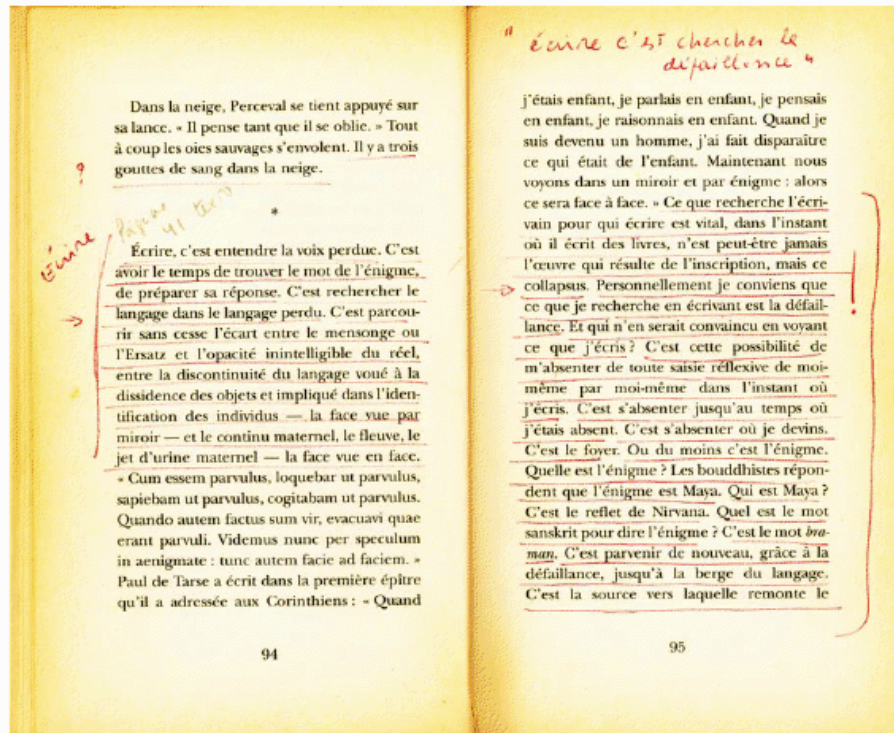 Dans la neige, Perceval se tient appuyé sur
sa lance. « Il pense tant que il se oblie. » Tout
à coup les oies sauvages s'envolent. Il y a trois
gouttes de sang dans la neige.
?
*
Écrire
Écrire, c'est entendre la voix perdue. C'est
avoir le temps de trouver le mot de l'énigme,
de préparer sa réponse. C'est rechercher le
langage dans le langage perdu. C'est parcou-
rir sans cesse l'écart entre le mensonge ou
l'Ersatz et l'opacité inintelligible du réel,
entre la discontinuité du langage voué à la
dissidence des objets et impliqué dans l'iden-
tification des individus — la face vue par
miroir — et le continu maternel, le fleuve, le
jet d'urine maternel — la face vue en face.
« Cum essem parvulus, loquebar ut parvulus,
sapiebam ut parvulus, cogitabam ut parvulus.
Quando autem factus sum vir, evacuavi quae
erant parvuli. Videmus nunc per speculum
in aenigmate : tunc autem facie ad faciem. »
Paul de Tarse a écrit dans la première épître
qu'il a adressée aux Corinthiens : « Quand
94
" écrire c'est chercher la
défaillance "
j'étais enfant, je parlais en enfant, je pensais
en enfant, je raisonnais en enfant. Quand je
suis devenu un homme, j'ai fait disparaître
ce qui était de l'enfant. Maintenant nous
voyons dans un miroir et par énigme : alors
ce sera face à face. » Ce que recherche l'écri-
vain pour qui écrire est vital, dans l'instant
où il écrit des livres, n'est peut-être jamais
l'œuvre qui résulte de l'inscription, mais ce
collapsus. Personnellement je conviens que
ce que je recherche en écrivant est la défail-
lance. Et qui n'en serait convaincu en voyant
ce que j'écris ? C'est cette possibilité de
m'absenter de toute saisie réflexive de moi-
même par moi-même dans l'instant où
j'écris. C'est s'absenter jusqu'au temps où
j'étais absent. C'est s'absenter où je devins.
C'est le foyer. Ou du moins c'est l'énigme.
Quelle est l'énigme ? Les bouddhistes répon-
dent que l'énigme est Maya. Qui est Maya ?
C'est le reflet de Nirvana. Quel est le mot
sanskrit pour dire l'énigme ? C'est le mot bra-
man. C'est parvenir de nouveau, grâce à la
défaillance, jusqu'à la berge du langage.
C'est la source vers laquelle remonte le
!
95